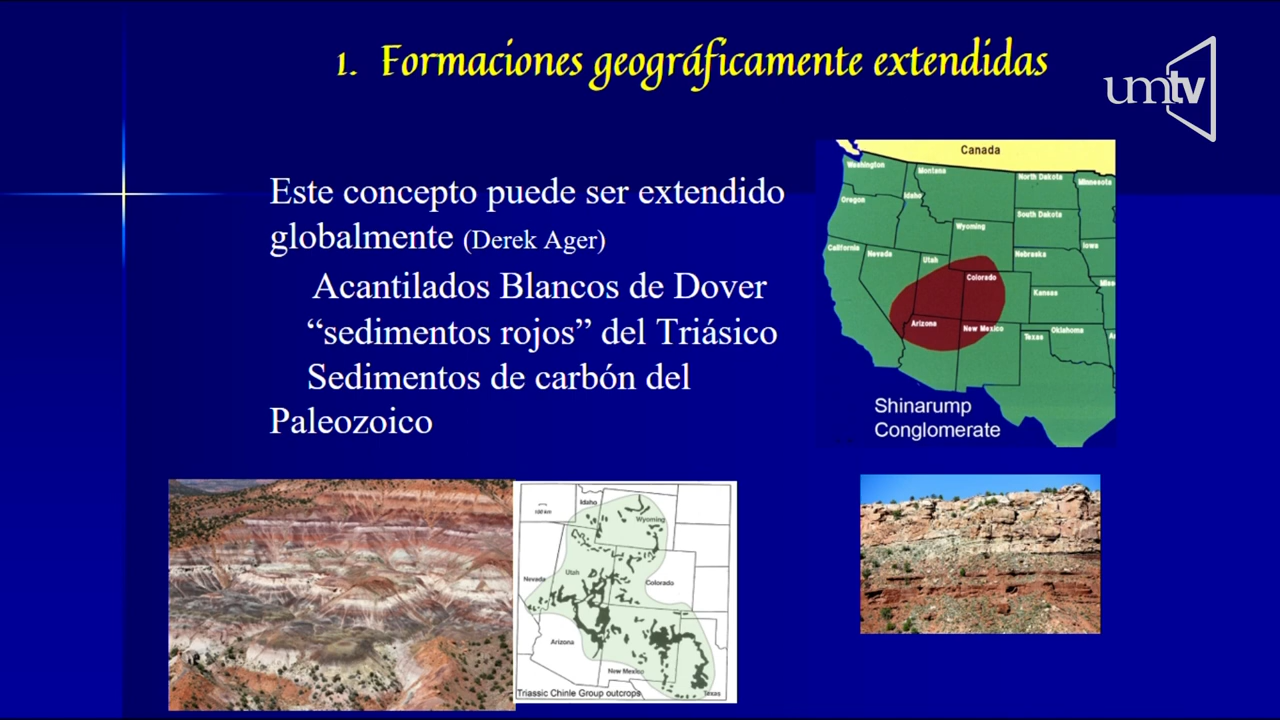 1. Formaciones geográficamente extendidas
umtv
Este concepto puede ser extendido
globalmente (Derek Ager)
Acantilados Blancos de Dover
“sedimentos rojos” del Triásico
Sedimentos de carbón del
Paleozoico
Canada
Washington
Montana
North Dakota
Minnesota
Oregon
Idaho
South Dakota
Wyoming
California
Nevada
Utah
Nebraska
Iowa
Colorado
Kansas
Arizona
New Mexico
Texas
Oklahoma
Shinarump
Conglomerate
Idaho
Wyoming
Nevada
Utah
Colorado
Arizona
New Mexico
Texas
Triassic Chinle Group outcrops